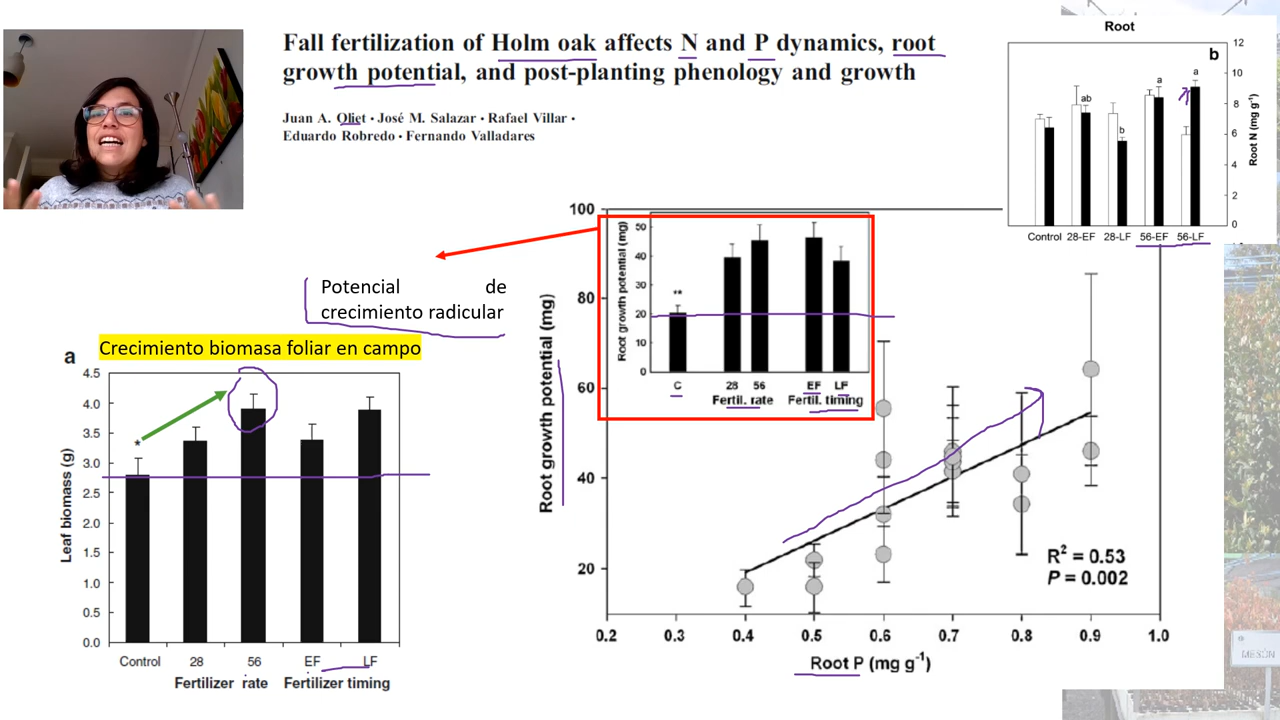 Fall fertilization of Holm oak affects N and P dynamics, root
growth potential, and post-planting phenology and growth
Juan A. Oliet • José M. Salazar • Rafael Villar •
Eduardo Robredo • Fernando Valladares
Root
b
12
10
8
6
4
2
0
Root N (mg g⁻¹)
a
a
ab
b
Control 28-EF 28-LF 56-EF 56-LF
Potencial de
crecimiento radicular
Crecimiento biomasa foliar en campo
a
Leaf biomass (g)
4.5
4.0
3.5
3.0
2.5
2.0
1.5
1.0
0.5
0.0
*
Control 28 56 EF LF
Fertilizer rate Fertilizer timing
Root growth potential (mg)
100
80
60
40
20
Root growth potential (mg)
50
40
30
20
10
0
**
C 28 56 EF LF
Fertil. rate Fertil. timing
R² = 0.53
P = 0.002
0.2 0.3 0.4 0.5 0.6 0.7 0.8 0.9 1.0
Root P (mg g⁻¹)
MESÓN